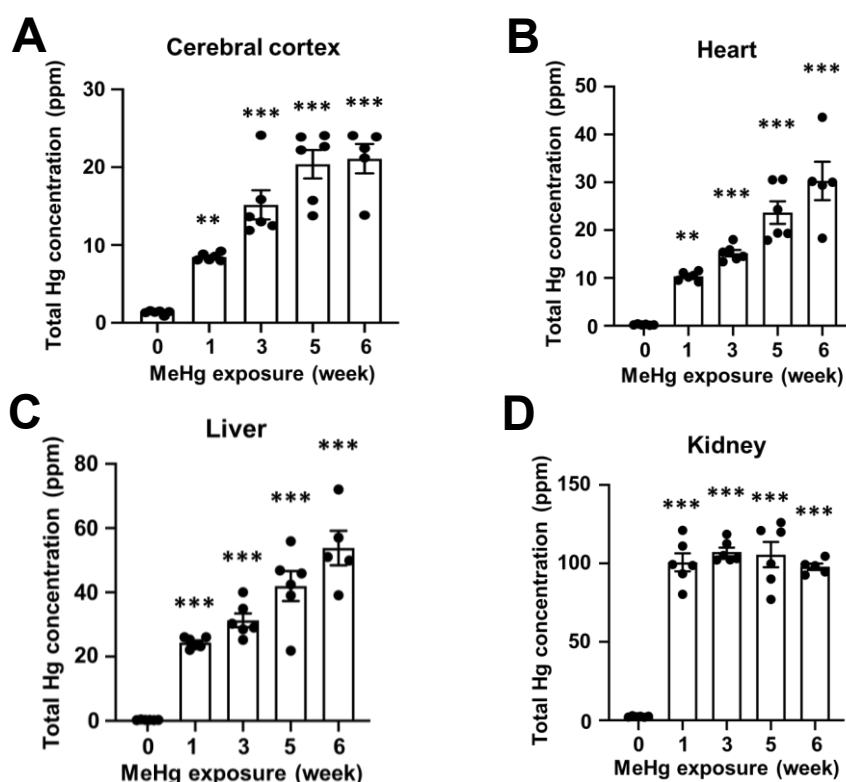 A
Cerebral cortex
Total Hg concentration (ppm)
30
20
10
0
**
***
***
***
0 1 3 5 6
MeHg exposure (week)
B
Heart
Total Hg concentration (ppm)
50
40
30
20
10
0
**
***
***
***
0 1 3 5 6
MeHg exposure (week)
C
Liver
Total Hg concentration (ppm)
80
60
40
20
0
***
***
***
***
0 1 3 5 6
MeHg exposure (week)
D
Kidney
Total Hg concentration (ppm)
150
100
50
0
***
***
***
***
0 1 3 5 6
MeHg exposure (week)